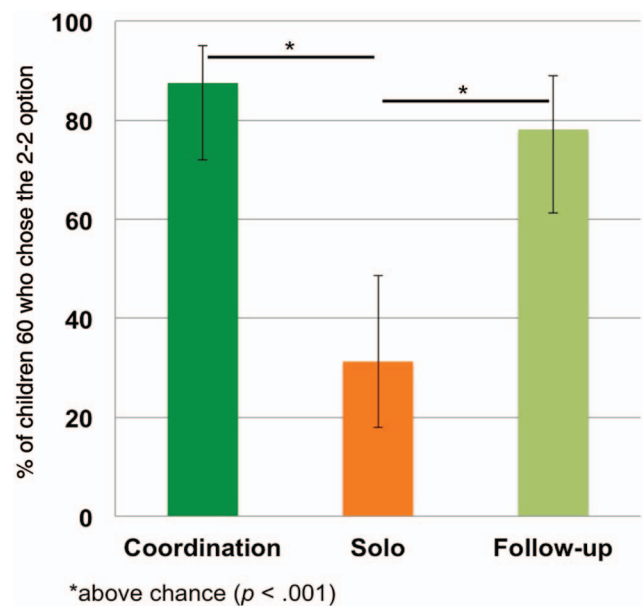 % of children 60 who chose the 2-2 option
100
80
60
40
20
0
*
*
Coordination Solo Follow-up
*above chance (p < .001)